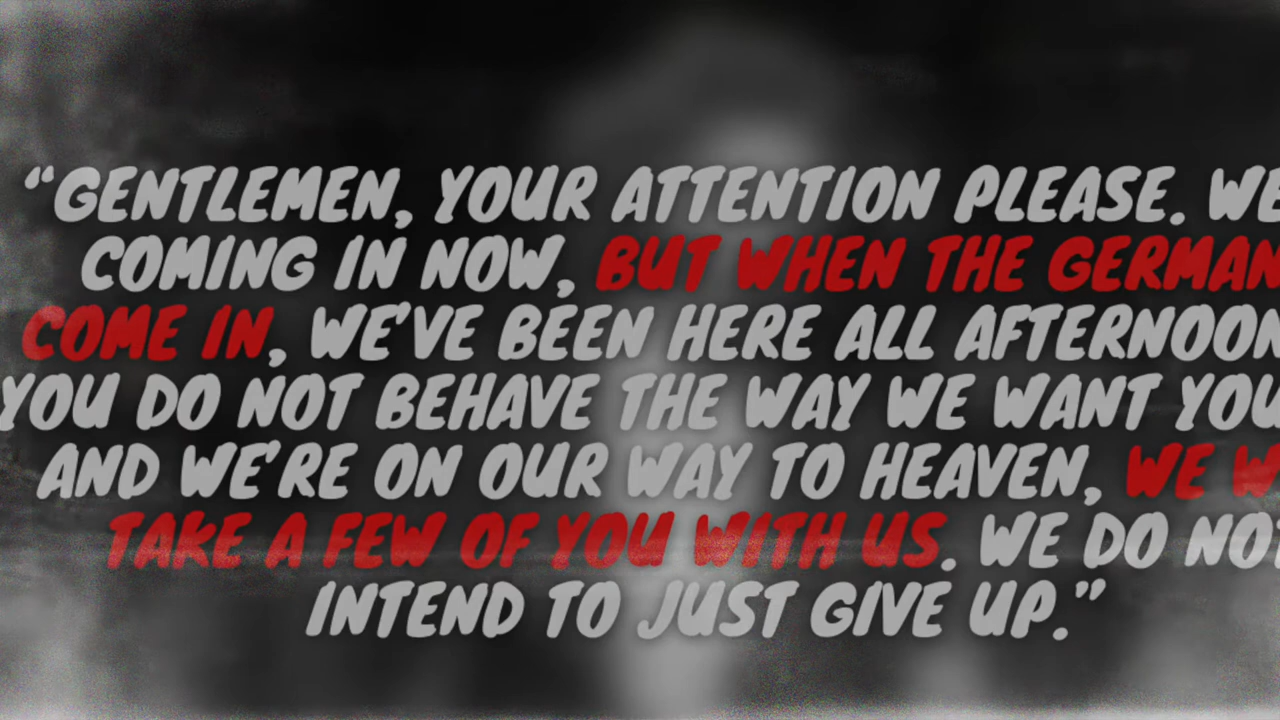 “GENTLEMEN, YOUR ATTENTION PLEASE. WE
COMING IN NOW, BUT WHEN THE GERMAN
COME IN, WE'VE BEEN HERE ALL AFTERNOON
YOU DO NOT BEHAVE THE WAY WE WANT YOU
AND WE'RE ON OUR WAY TO HEAVEN, WE
TAKE A FEW OF YOU WITH US. WE DO NO
INTEND TO JUST GIVE UP.”